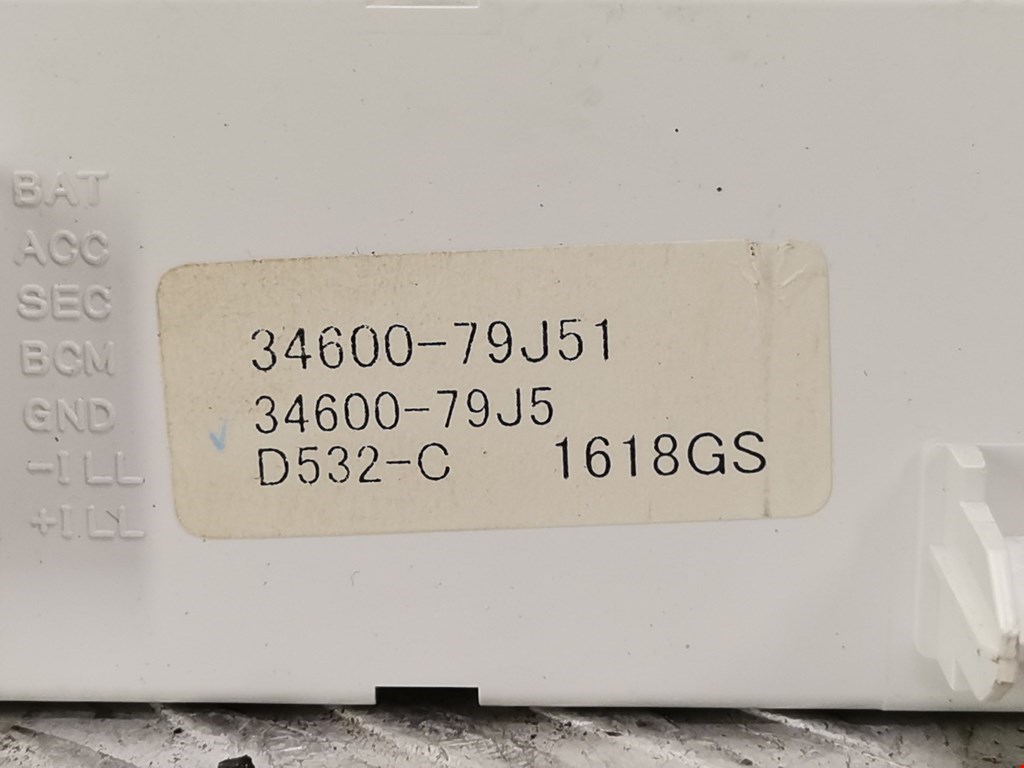 BAT
ACC
SEC
BCM
GND
-ILL
+ILL
34600-79J51
34600-79J5
D532-C 1618GS